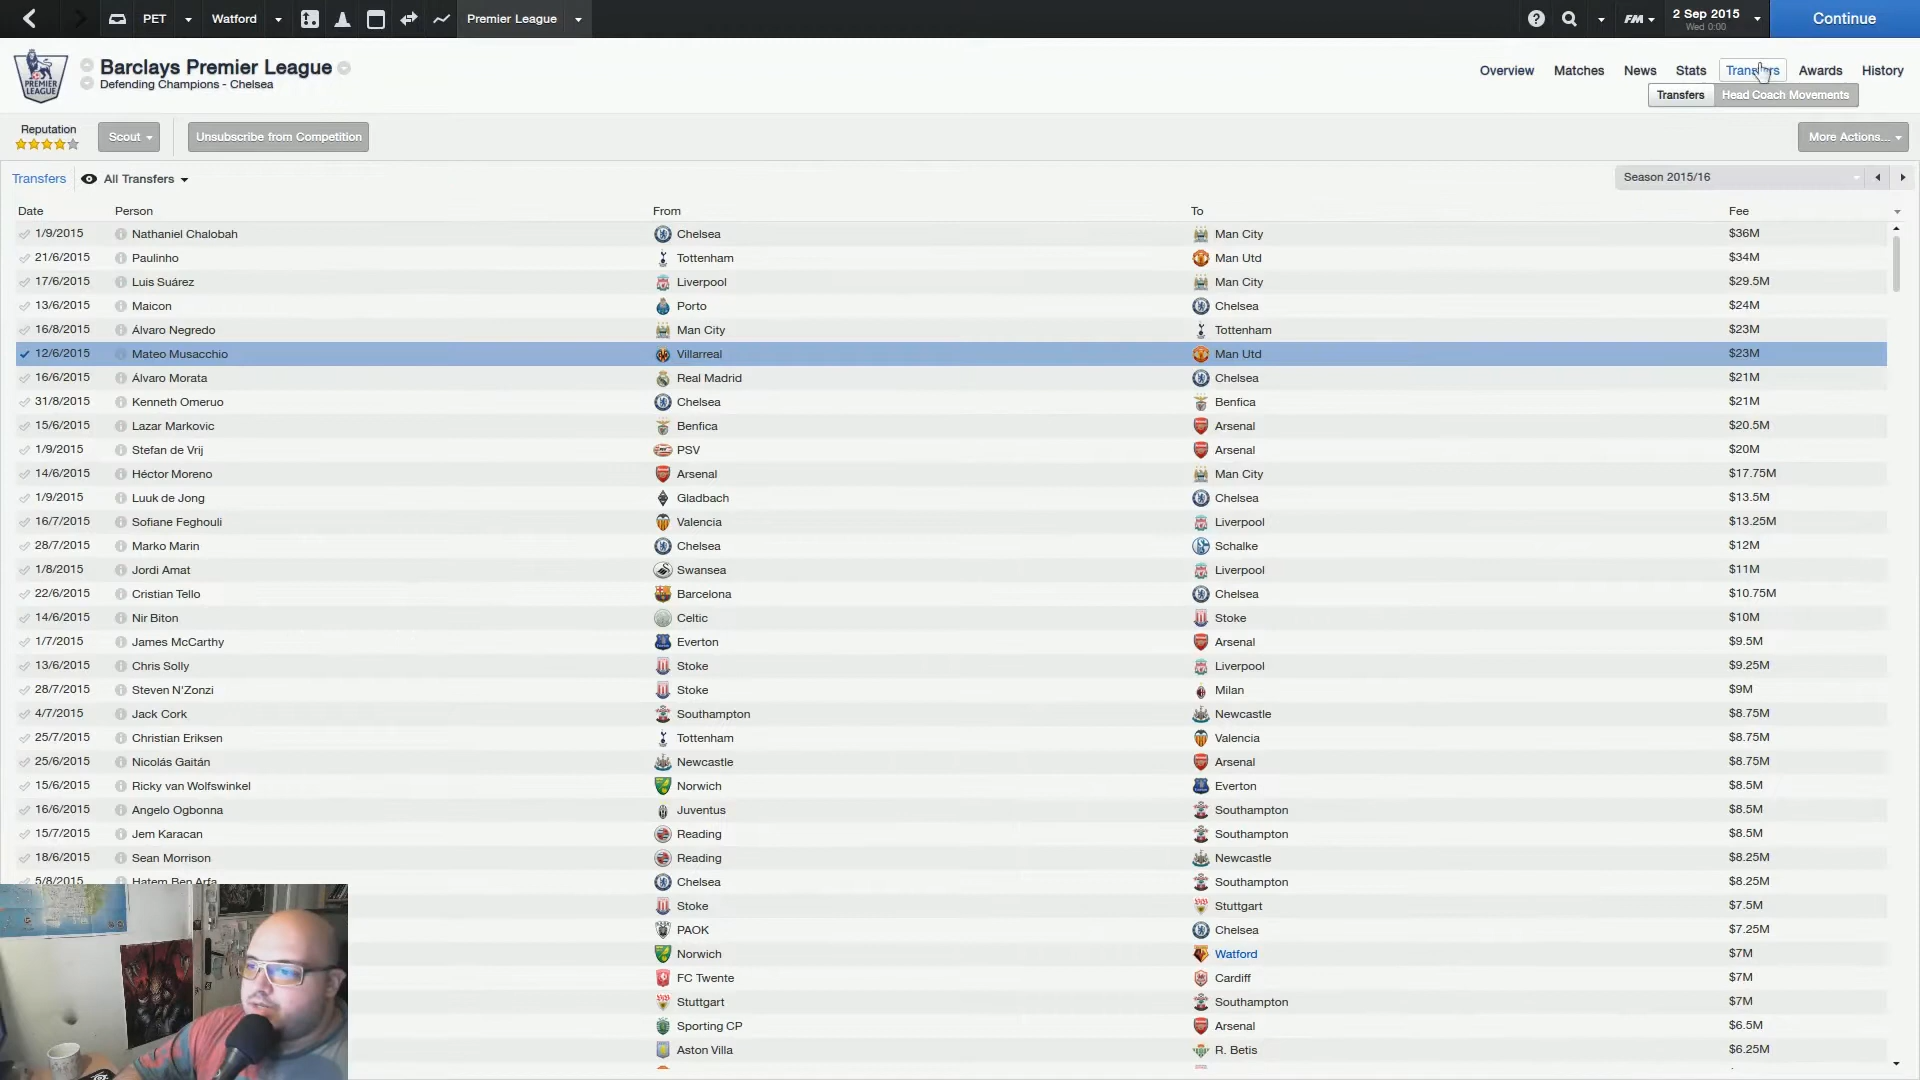 PET Watford Premier League FM 2 Sep 2015 Wed 0:00 Continue
Barclays Premier League
Defending Champions - Chelsea
Overview Matches News Stats Transfers Awards History
Transfers Head Coach Movements
Reputation Scout Unsubscribe from Competition More Actions...
Transfers All Transfers Season 2015/16
Date Person From To Fee
1/9/2015 Nathaniel Chalobah Chelsea Man City $36M
21/6/2015 Paulinho Tottenham Man Utd $34M
17/6/2015 Luis Suárez Liverpool Man City $29.5M
13/6/2015 Maicon Porto Chelsea $24M
16/8/2015 Álvaro Negredo Man City Tottenham $23M
12/6/2015 Mateo Musacchio Villarreal Man Utd $23M
16/6/2015 Álvaro Morata Real Madrid Chelsea $21M
31/8/2015 Kenneth Omeruo Chelsea Benfica $21M
15/6/2015 Lazar Markovic Benfica Arsenal $20.5M
1/9/2015 Stefan de Vrij PSV Arsenal $20M
14/6/2015 Héctor Moreno Arsenal Man City $17.75M
1/9/2015 Luuk de Jong Gladbach Chelsea $13.5M
16/7/2015 Sofiane Feghouli Valencia Liverpool $13.25M
28/7/2015 Marko Marin Chelsea Schalke $12M
1/8/2015 Jordi Amat Swansea Liverpool $11M
22/6/2015 Cristian Tello Barcelona Chelsea $10.75M
14/6/2015 Nir Biton Celtic Stoke $10M
1/7/2015 James McCarthy Everton Arsenal $9.5M
13/6/2015 Chris Solly Stoke Liverpool $9.25M
28/7/2015 Steven N'Zonzi Stoke Milan $9M
4/7/2015 Jack Cork Southampton Newcastle $8.75M
25/7/2015 Christian Eriksen Tottenham Valencia $8.75M
25/6/2015 Nicolás Gaitán Newcastle Arsenal $8.75M
15/6/2015 Ricky van Wolfswinkel Norwich Everton $8.5M
16/6/2015 Angelo Ogbonna Juventus Southampton $8.5M
15/7/2015 Jem Karacan Reading Southampton $8.5M
18/6/2015 Sean Morrison Reading Newcastle $8.25M
5/8/2015 Hatem Ben Arfa Chelsea Southampton $8.25M
Stoke Stuttgart $7.5M
PAOK Chelsea $7.25M
Norwich Watford $7M
FC Twente Cardiff $7M
Stuttgart Southampton $7M
Sporting CP Arsenal $6.5M
Aston Villa R. Betis $6.25M